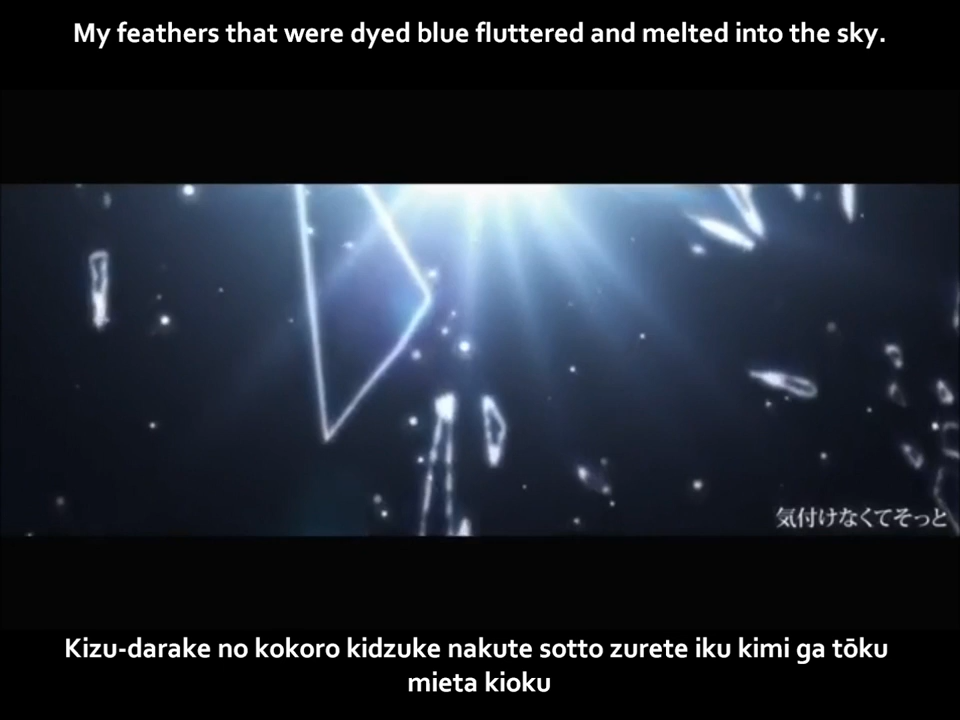 My feathers that were dyed blue fluttered and melted into the sky.
気付けなくてそっと
Kizu-darake no kokoro kidzuke nakute sotto zurete iku kimi ga tōku
mieta kioku